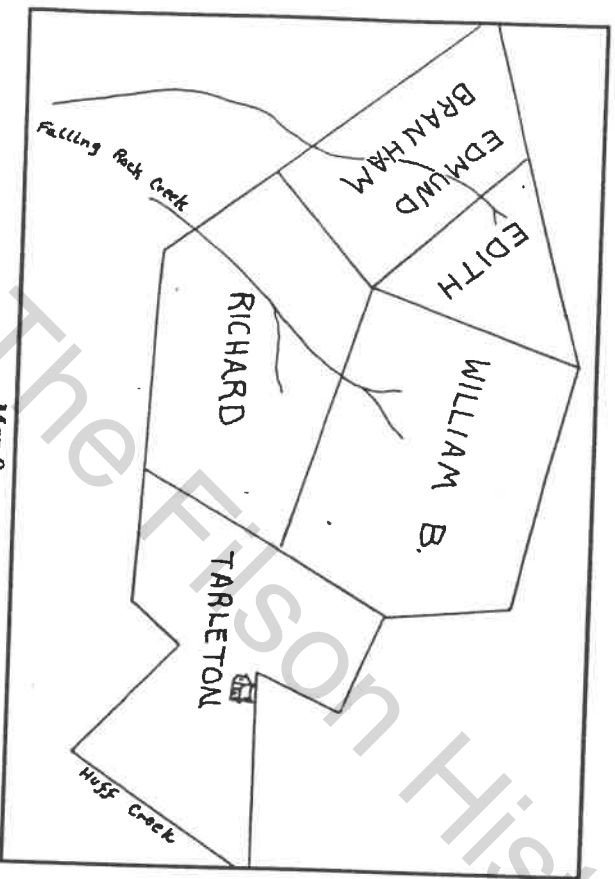 BRANHAM
EDMUND
EDITH
WILLIAM B.
RICHARD
TARLETON
Falling Rock Creek
Huff Creek
The Filson His